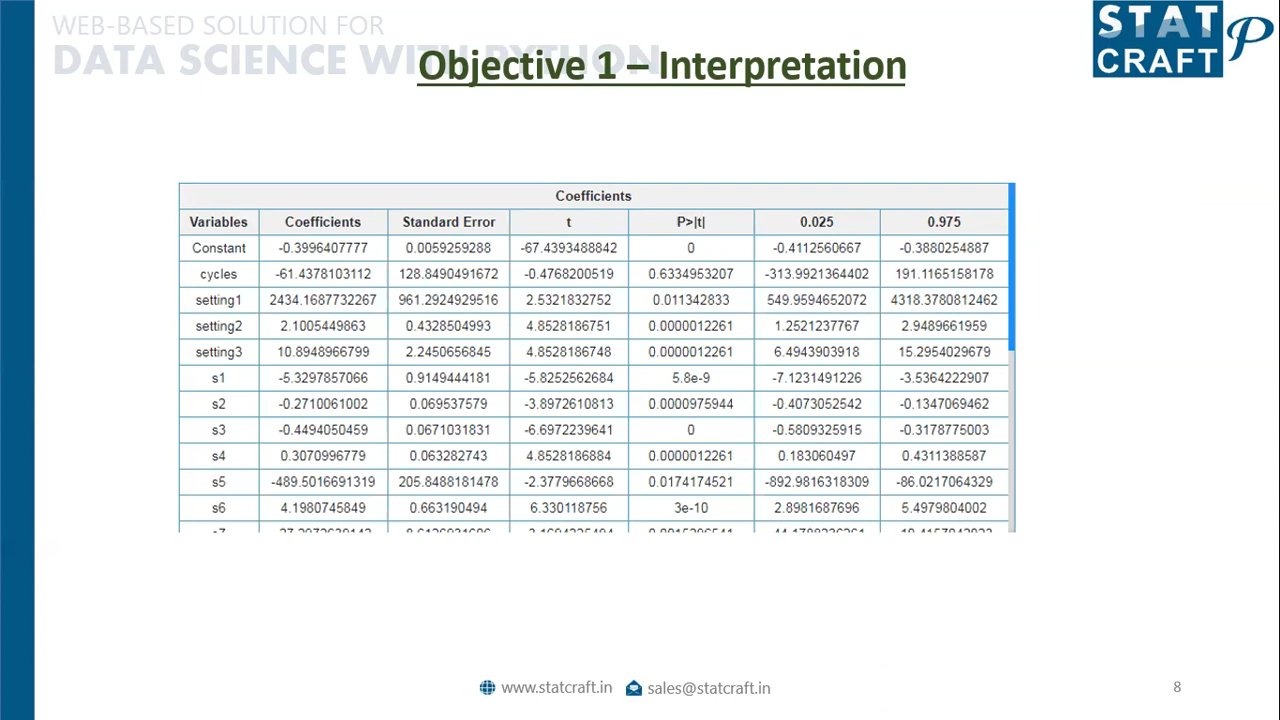 WEB-BASED SOLUTION FOR
DATA SCIENCE WITH PYTHON
Objective 1 – Interpretation
STAT
CRAFT
p
Coefficients
Variables Coefficients Standard Error t P>|t| 0.025 0.975
Constant -0.3996407777 0.0059259288 -67.4393488842 0 -0.4112560667 -0.3880254887
cycles -61.4378103112 128.8490491672 -0.4768200519 0.6334953207 -313.9921364402 191.1165158178
setting1 2434.1687732267 961.2924929516 2.5321832752 0.011342833 549.9594652072 4318.3780812462
setting2 2.1005449863 0.4328504993 4.8528186751 0.0000012261 1.2521237767 2.9489661959
setting3 10.8948966799 2.2450656845 4.8528186748 0.0000012261 6.4943903918 15.2954029679
s1 -5.3297857066 0.9149444181 -5.8252562684 5.8e-9 -7.1231491226 -3.5364222907
s2 -0.2710061002 0.069537579 -3.8972610813 0.0000975944 -0.4073052542 -0.1347069462
s3 -0.4494050459 0.0671031831 -6.6972239641 0 -0.5809325915 -0.3178775003
s4 0.3070996779 0.063282743 4.8528186884 0.0000012261 0.183060497 0.4311388587
s5 -489.5016691319 205.8488181478 -2.3779668668 0.0174174521 -892.9816318309 -86.0217064329
s6 4.1980745849 0.663190494 6.330118756 3e-10 2.8981687696 5.4979804002
www.statcraft.in sales@statcraft.in 8